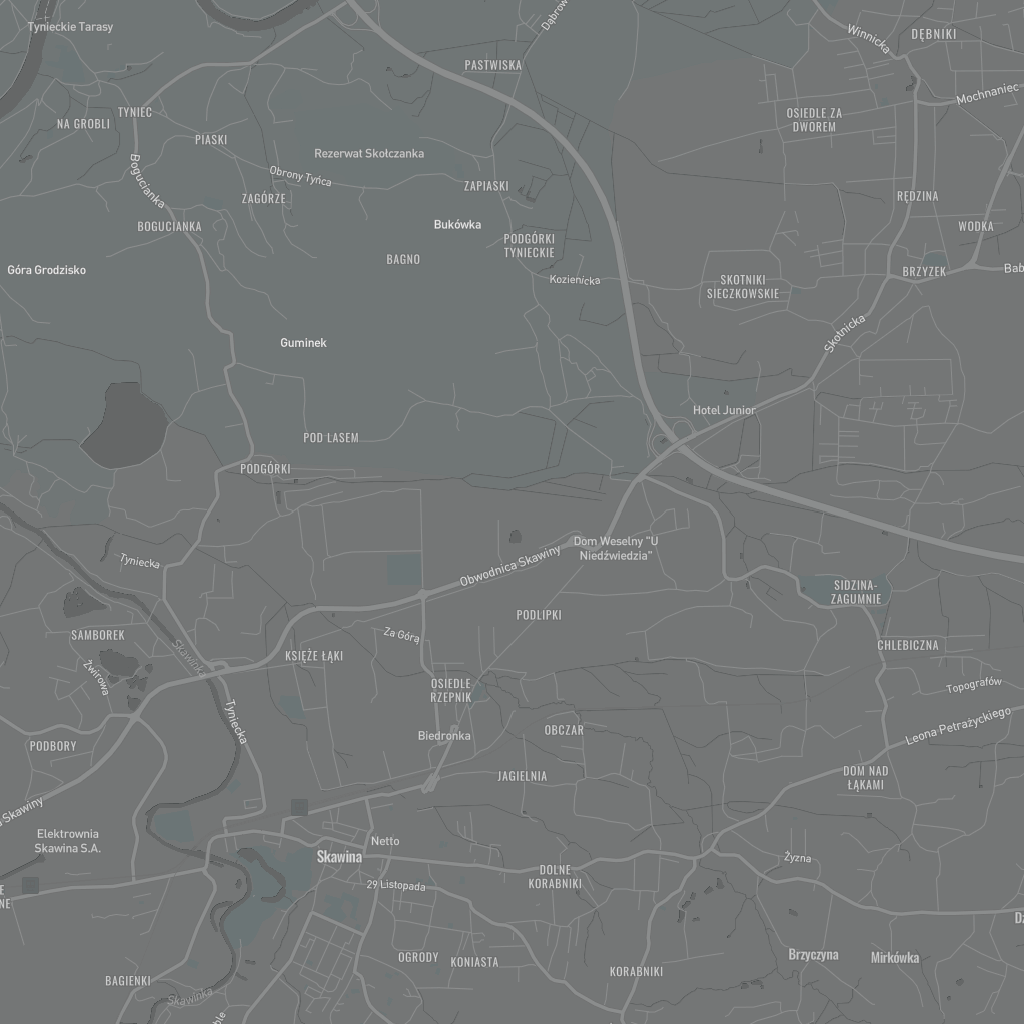 Tynieckie Tarasy
Winnicka
DĘBNIKI
PASTWISKA
Mochnaniec
TYNIEC
NA GROBLI
OSIEDLE ZA
DWOREM
PIASKI
Rezerwat Skołczanka
Obrony Tyńca
Bogucianka
ZAGÓRZE
ZAPIASKI
RĘDZINA
BOGUCIANKA
Bukówka
WODKA
PODGÓRKI
TYNIECKIE
BAGNO
Góra Grodzisko
Kozienicka
SKOTNIKI
SIECZKOWSKIE
BRZYZEK
Bab
Guminek
Skotnicka
Hotel Junior
POD LASEM
PODGÓRKI
Tyniecka
Obwodnica Skawiny
Dom Weselny "U
Niedźwiedzia"
SIDZINA-
ZAGUMNIE
PODLIPKI
SAMBOREK
Za Górą
Skawinka
KSIĘŻE ŁĄKI
CHLEBICZNA
Żwirowa
OSIEDLE
RZEPNIK
Topografów
Tyniecka
Leona Petrażyckiego
PODBORY
Biedronka
OBCZAR
JAGIELNIA
DOM NAD
ŁĄKAMI
Skawiny
Elektrownia
Skawina S.A.
Netto
Skawina
Żyzna
29 Listopada
DOLNE
KORABNIKI
E
NE
OGRODY
KONIASTA
Brzyczyna
Mirkówka
KORABNIKI
BAGIENKI
Skawinka